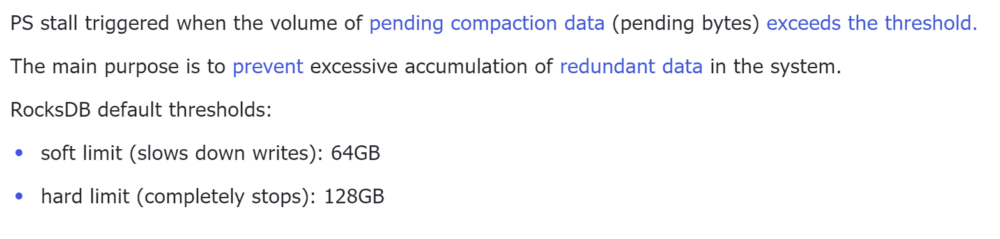 PS stall triggered when the volume of pending compaction data (pending bytes) exceeds the threshold.
The main purpose is to prevent excessive accumulation of redundant data in the system.
RocksDB default thresholds:
• soft limit (slows down writes): 64GB
• hard limit (completely stops): 128GB